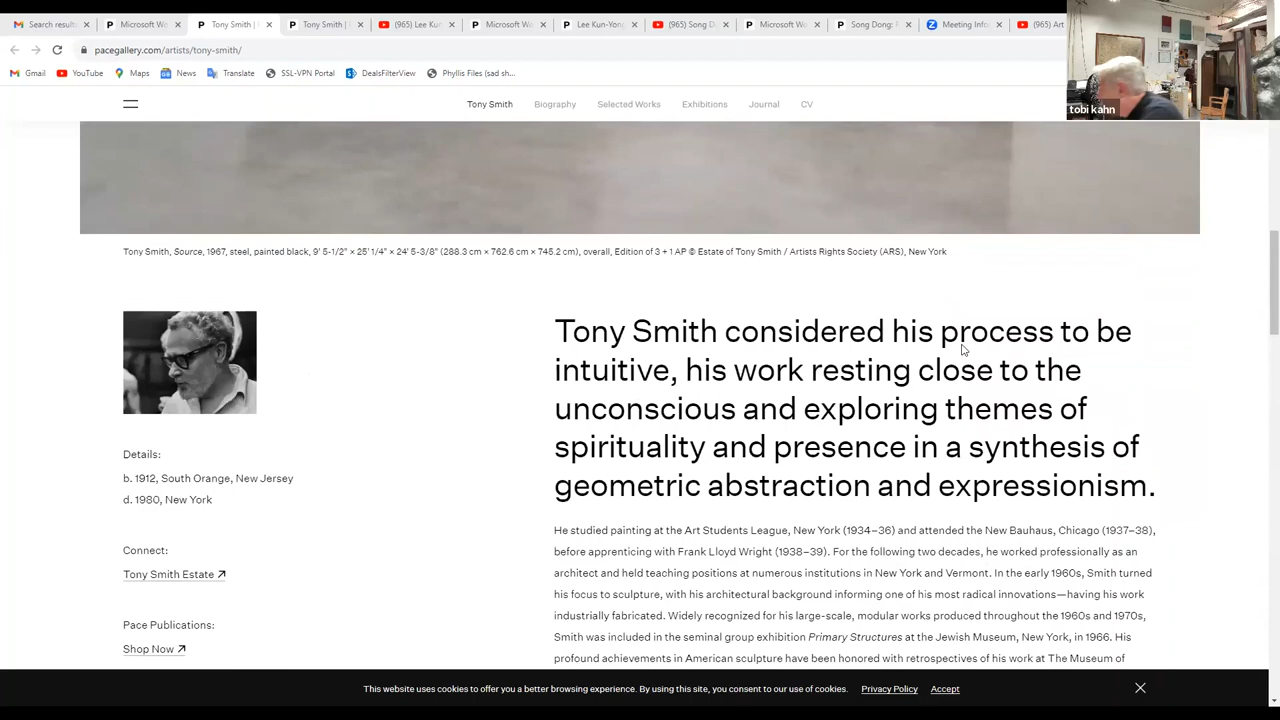 Search result
Microsoft Wo
Tony Smith |
Tony Smith |
(965) Lee Kun
Microsoft Wa
Lee Kun-Yong
(965) Song D
Microsoft Wo
Song Dong: P
Meeting Infor
(965) Art
pacegallery.com/artists/tony-smith/
Gmail YouTube Maps News Translate SSL-VPN Portal DealsFilterView Phyllis Files (sad sh...
tobi kahn
Tony Smith Biography Selected Works Exhibitions Journal CV
Tony Smith, Source, 1967, steel, painted black, 9' 5-1/2" × 25' 1/4" × 24' 5-3/8" (288.3 cm × 762.6 cm × 745.2 cm), overall, Edition of 3 + 1 AP © Estate of Tony Smith / Artists Rights Society (ARS), New York
Details:
b. 1912, South Orange, New Jersey
d. 1980, New York
Connect:
Tony Smith Estate
Pace Publications:
Shop Now
Tony Smith considered his process to be
intuitive, his work resting close to the
unconscious and exploring themes of
spirituality and presence in a synthesis of
geometric abstraction and expressionism.
He studied painting at the Art Students League, New York (1934–36) and attended the New Bauhaus, Chicago (1937–38),
before apprenticing with Frank Lloyd Wright (1938–39). For the following two decades, he worked professionally as an
architect and held teaching positions at numerous institutions in New York and Vermont. In the early 1960s, Smith turned
his focus to sculpture, with his architectural background informing one of his most radical innovations—having his work
industrially fabricated. Widely recognized for his large-scale, modular works produced throughout the 1960s and 1970s,
Smith was included in the seminal group exhibition Primary Structures at the Jewish Museum, New York, in 1966. His
profound achievements in American sculpture have been honored with retrospectives of his work at The Museum of
This website uses cookies to offer you a better browsing experience. By using this site, you consent to our use of cookies. Privacy Policy Accept